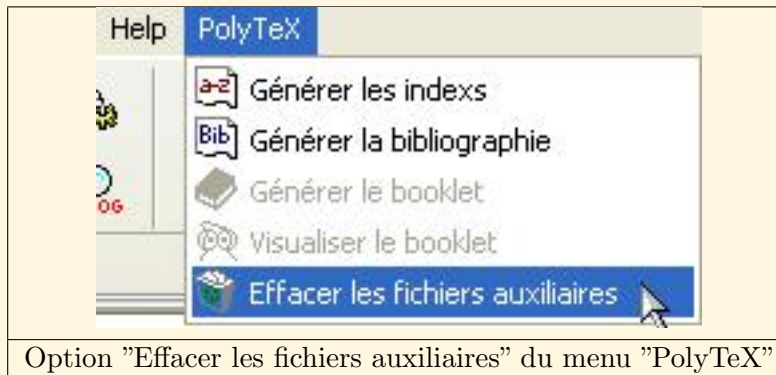 Help PolyTeX
a-z Générer les indexs
Bib Générer la bibliographie
Générer le booklet
OG Visualiser le booklet
Effacer les fichiers auxiliaires
Option ”Effacer les fichiers auxiliaires” du menu ”PolyTeX”